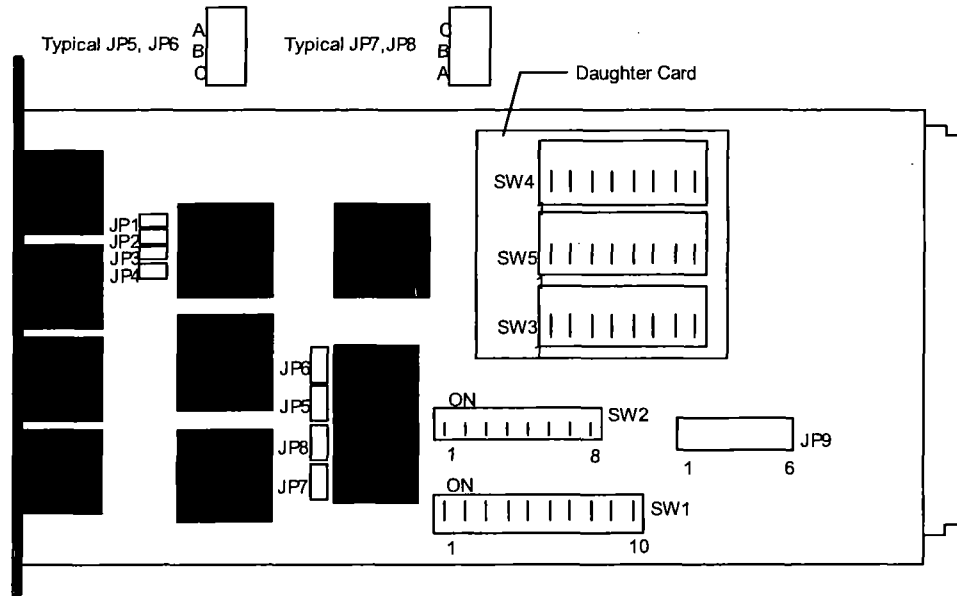 Typical JP5, JP6
A
B
C
Typical JP7,JP8
C
B
A
Daughter Card
SW4
JP1
JP2
JP3
JP4
SW5
SW3
JP6
JP5
JP8
JP7
ON
SW2
1
8
JP9
1
6
ON
SW1
1
10